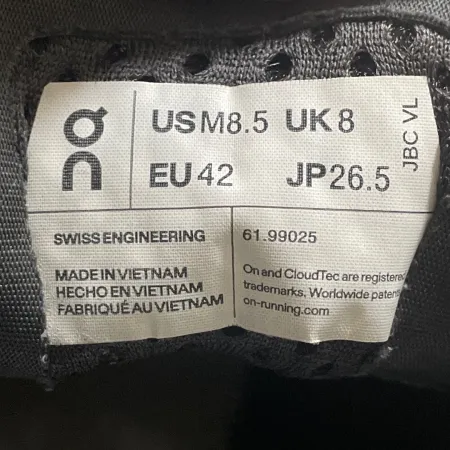 US M8.5 UK 8
EU 42 JP 26.5
JBC VL
SWISS ENGINEERING
61.99025
MADE IN VIETNAM
HECHO EN VIETNAM
FABRIQUÉ AU VIETNAM
On and CloudTec are registered
trademarks. Worldwide paten
on-running.com.